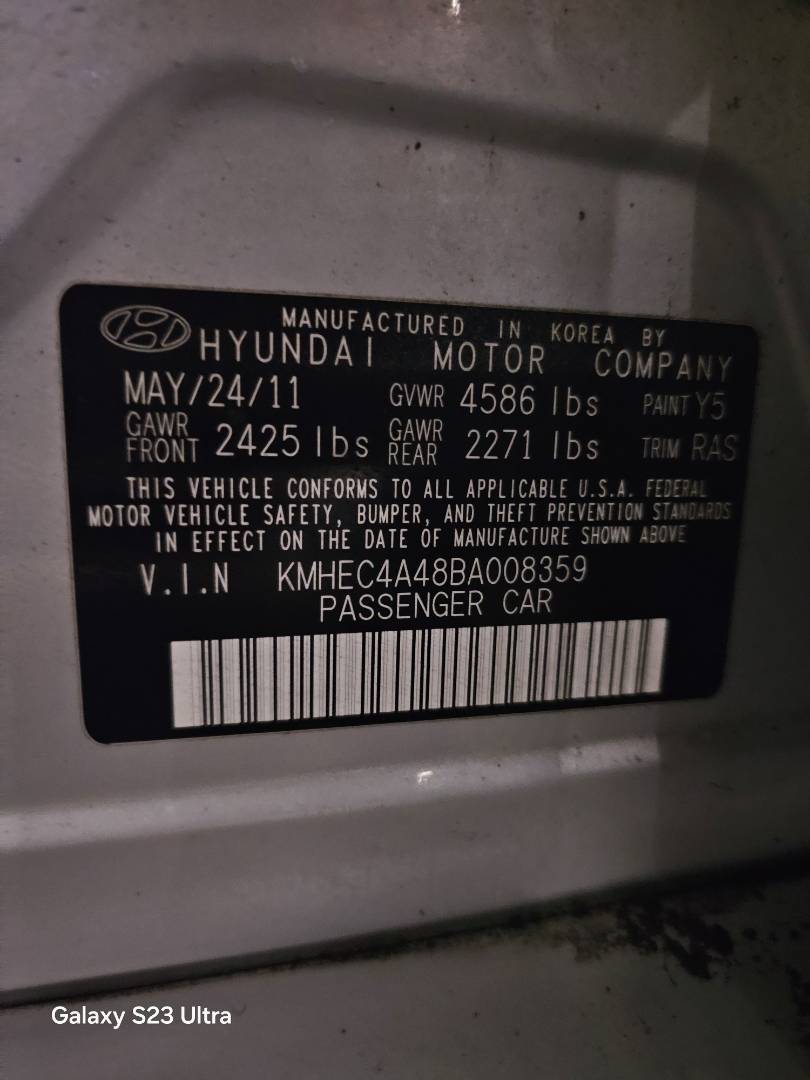 MANUFACTURED IN KOREA BY
HYUNDAI MOTOR COMPANY
MAY/24/11 GVWR 4586 lbs PAINT Y5
GAWR FRONT 2425 lbs GAWR REAR 2271 lbs TRIM RAS
THIS VEHICLE CONFORMS TO ALL APPLICABLE U.S.A. FEDERAL
MOTOR VEHICLE SAFETY, BUMPER, AND THEFT PREVENTION STANDARDS
IN EFFECT ON THE DATE OF MANUFACTURE SHOWN ABOVE
V.I.N KMHEC4A48BA008359
PASSENGER CAR
Galaxy S23 Ultra